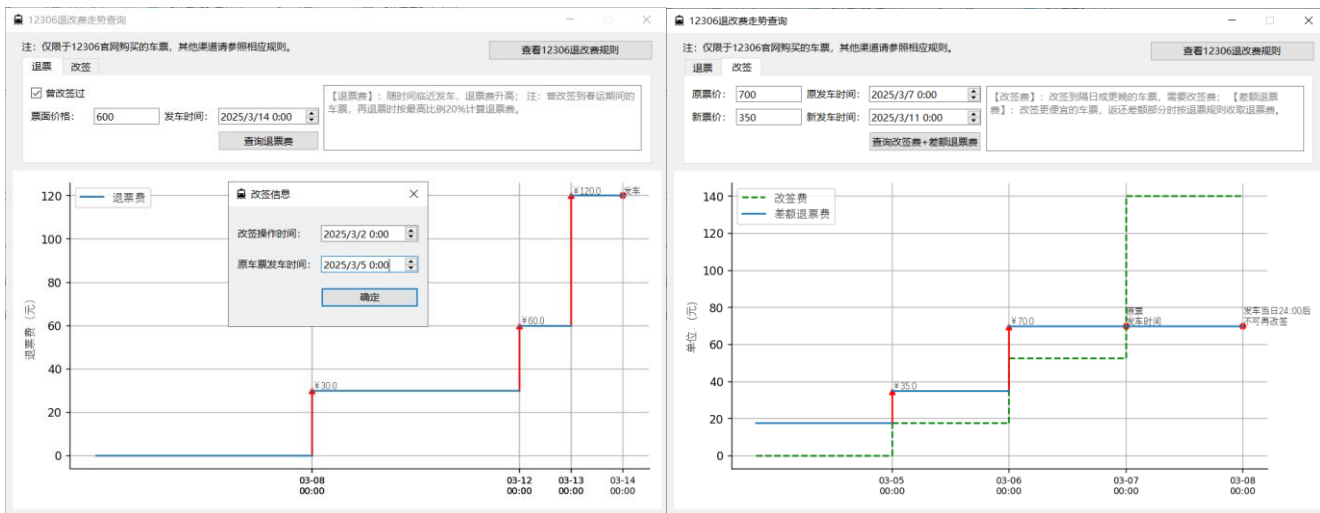 12306退改费走势查询
注：仅限于12306官网购买的车票，其他渠道请参照相应规则。
查看12306退改费规则
退票
改签
曾改签过
票面价格：
600
发车时间：
2025/3/14 0:00
查询退票费
【退票费】：随时间临近发车，退票费升高； 注：曾改签到春运期间的
车票，再退票时按最高比例20%计算退票费。
退票费
改签信息
改签操作时间：
2025/3/2 0:00
原车票发车时间：
2025/3/5 0:00
确定
¥120.0
发车
¥60.0
¥30.0
退票费（元）
120
100
80
60
40
20
0
03-08
00:00
03-12
00:00
03-13
00:00
03-14
00:00
12306退改费走势查询
注：仅限于12306官网购买的车票，其他渠道请参照相应规则。
查看12306退改费规则
退票
改签
原票价：
700
原发车时间：
2025/3/7 0:00
新票价：
350
新发车时间：
2025/3/11 0:00
查询改签费+差额退票费
【改签费】：改签到隔日或更晚的车票，需要改签费； 【差额退票
费】：改签更便宜的车票，返还差额部分时按退票规则收取退票费。
改签费
差额退票费
¥35.0
¥70.0
发车时间
发车当日24:00后
不可再改签
单位（元）
140
120
100
80
60
40
20
0
03-05
00:00
03-06
00:00
03-07
00:00
03-08
00:00